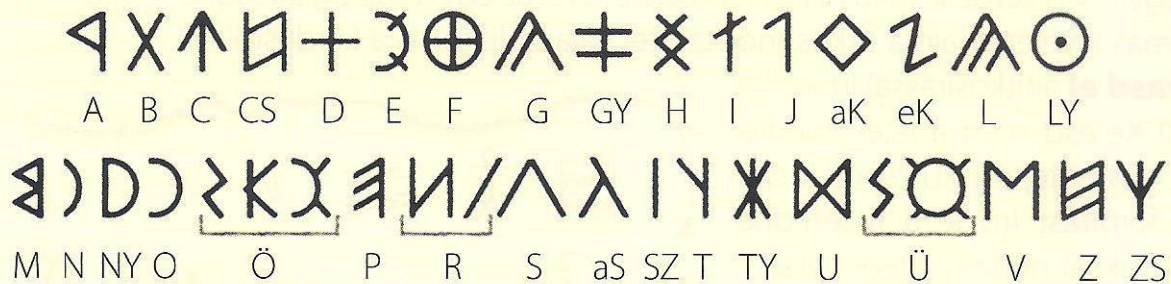 𐲀 𐲂 𐲄 𐲆 𐲇 𐲉 𐲌 𐲍 𐲎 𐲏 𐲐 𐲒 𐲔 𐲓 𐲖 𐲗
A B C CS D E F G GY H I J aK eK L LY
𐲘 𐲙 𐲚 𐲛 𐲝 𐲞 𐲟 𐲠 𐲢 𐲣 𐲤 𐲱 𐲥 𐲦 𐲨 𐲪 𐲬 𐲭 𐲮 𐲯 𐲰
M N NY O Ö P R S aS SZ T TY U Ü V Z ZS